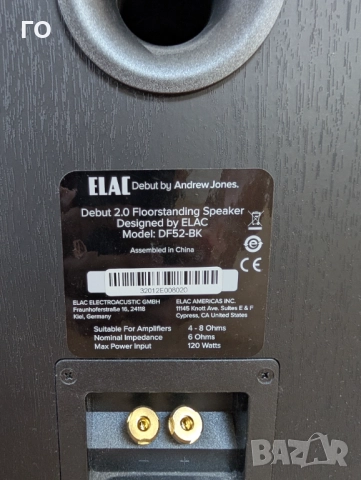 го
ELAC Debut by Andrew Jones.
Debut 2.0 Floorstanding Speaker
Designed by ELAC
Model: DF52-BK
Assembled in China
32012E006020
ELAC ELECTROACUSTIC GMBH
Fraunhoferstraße 16, 24118
Kiel, Germany
ELAC AMERICAS INC.
11145 Knott Ave, Suites E & F
Cypress, CA United States
Suitable For Amplifiers 4 - 8 Ohms
Nominal Impedance 6 Ohms
Max Power Input 120 Watts
BAZAR